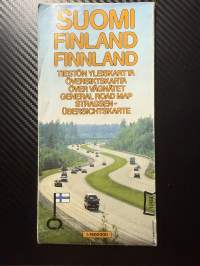 SUOMI
FINLAND
FINNLAND
TIESTÖN YLEISKARTTA
ÖVERSIKTSKARTA
ÖVER VÄGNÄTET
GENERAL ROAD MAP
STRASSEN-
ÜBERSICHTSKARTE